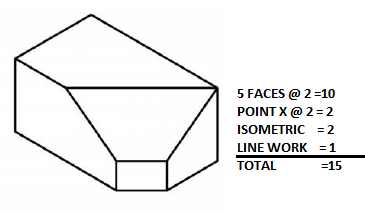 5 FACES @ 2 =10
POINT X @ 2 = 2
ISOMETRIC = 2
LINE WORK = 1
TOTAL =15